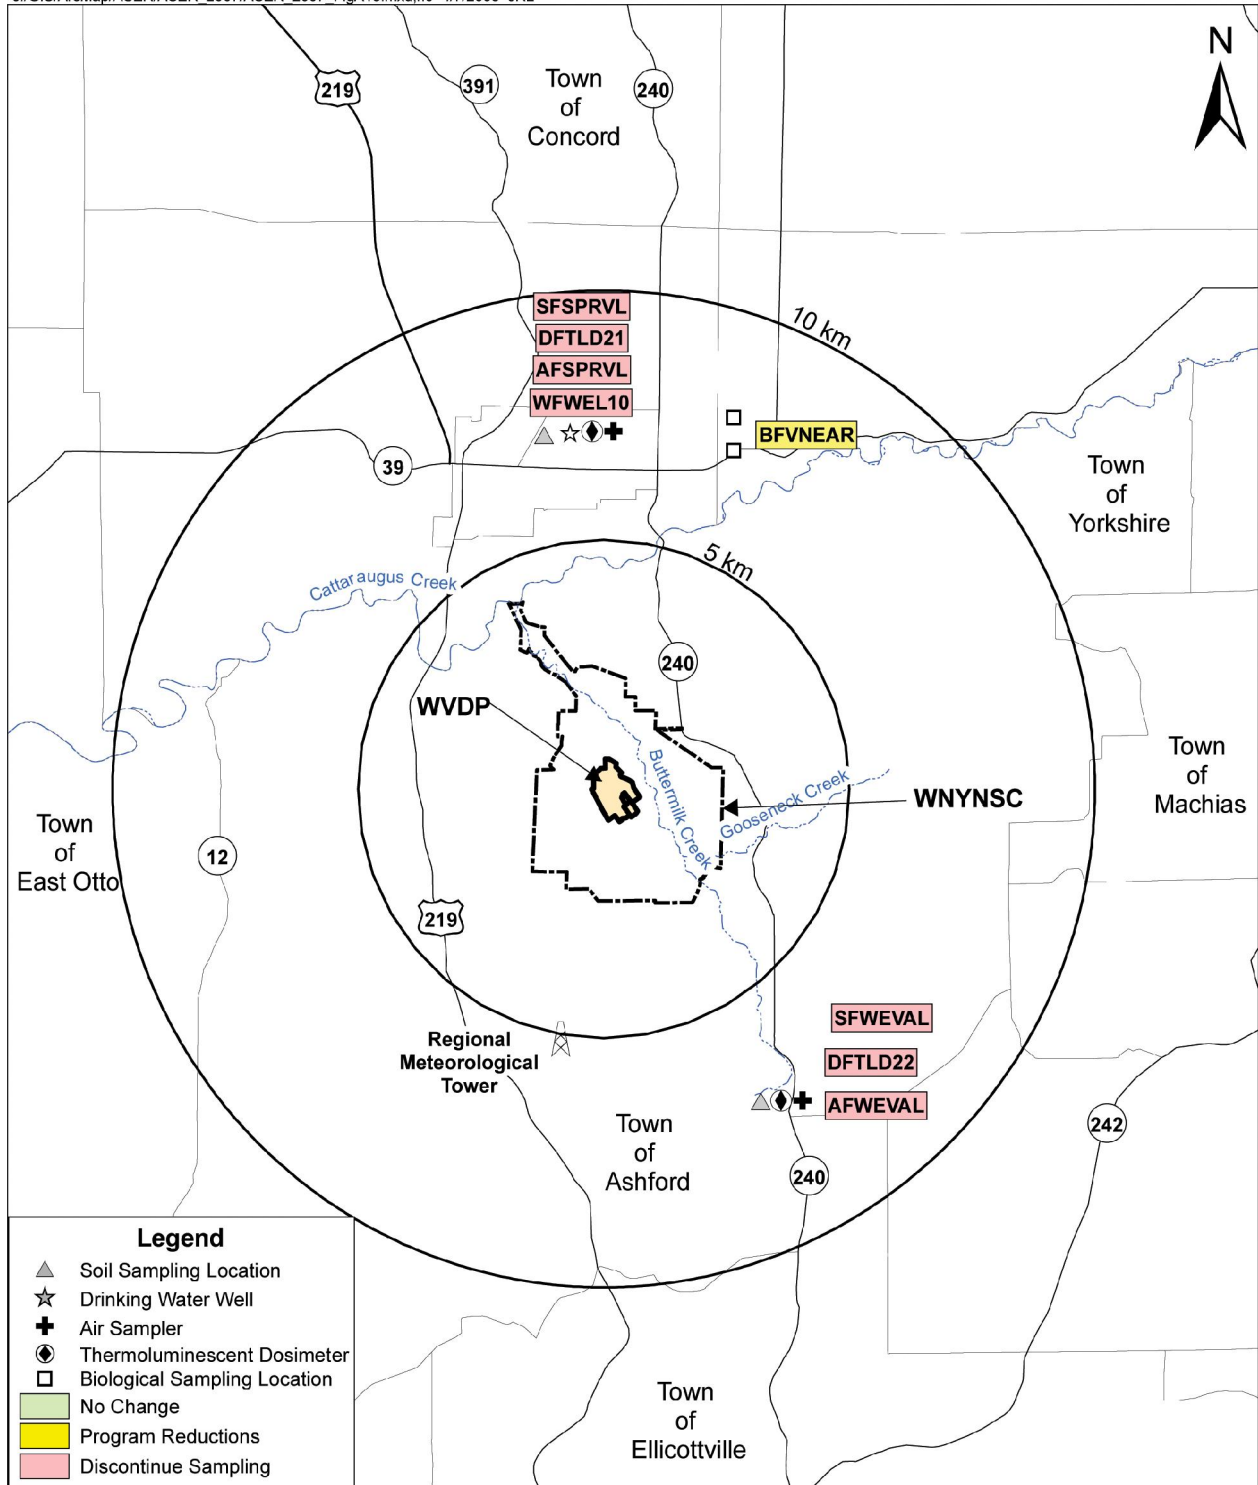 N
219
391
Town
of
Concord
240
10 km
SFSPRVL
DFTLD21
AFSPRVL
WFWEL10
BFVNEAR
39
Town
of
Yorkshire
5 km
Cattaraugus Creek
240
WVDP
Buttermilk Creek
Gooseneck Creek
WNYNSC
Town
of
Machias
Town
of
East Otto
12
219
SFWEVAL
DFTLD22
AFWEVAL
Regional
Meteorological
Tower
Town
of
Ashford
240
242
Town
of
Ellicottville
Legend
Soil Sampling Location
Drinking Water Well
Air Sampler
Thermoluminescent Dosimeter
Biological Sampling Location
No Change
Program Reductions
Discontinue Sampling